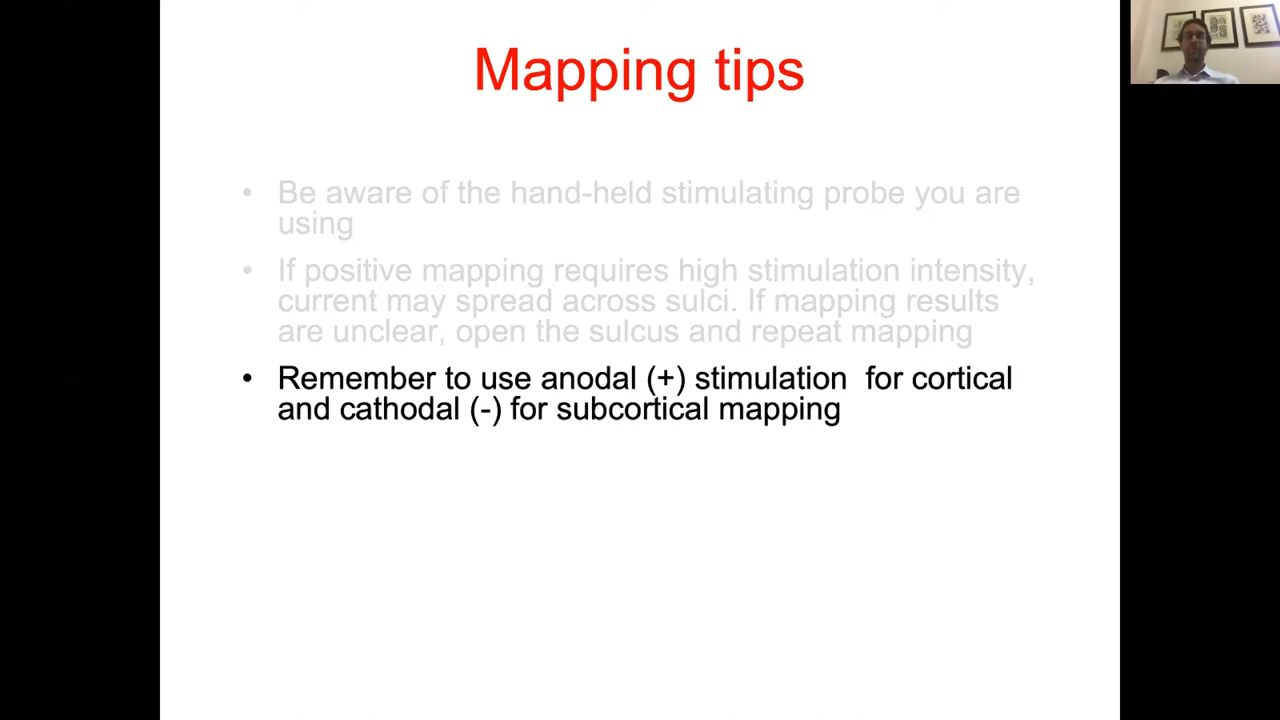 Mapping tips
• Be aware of the hand-held stimulating probe you are
using
• If positive mapping requires high stimulation intensity,
current may spread across sulci. If mapping results
are unclear, open the sulcus and repeat mapping
• Remember to use anodal (+) stimulation  for cortical
and cathodal (-) for subcortical mapping